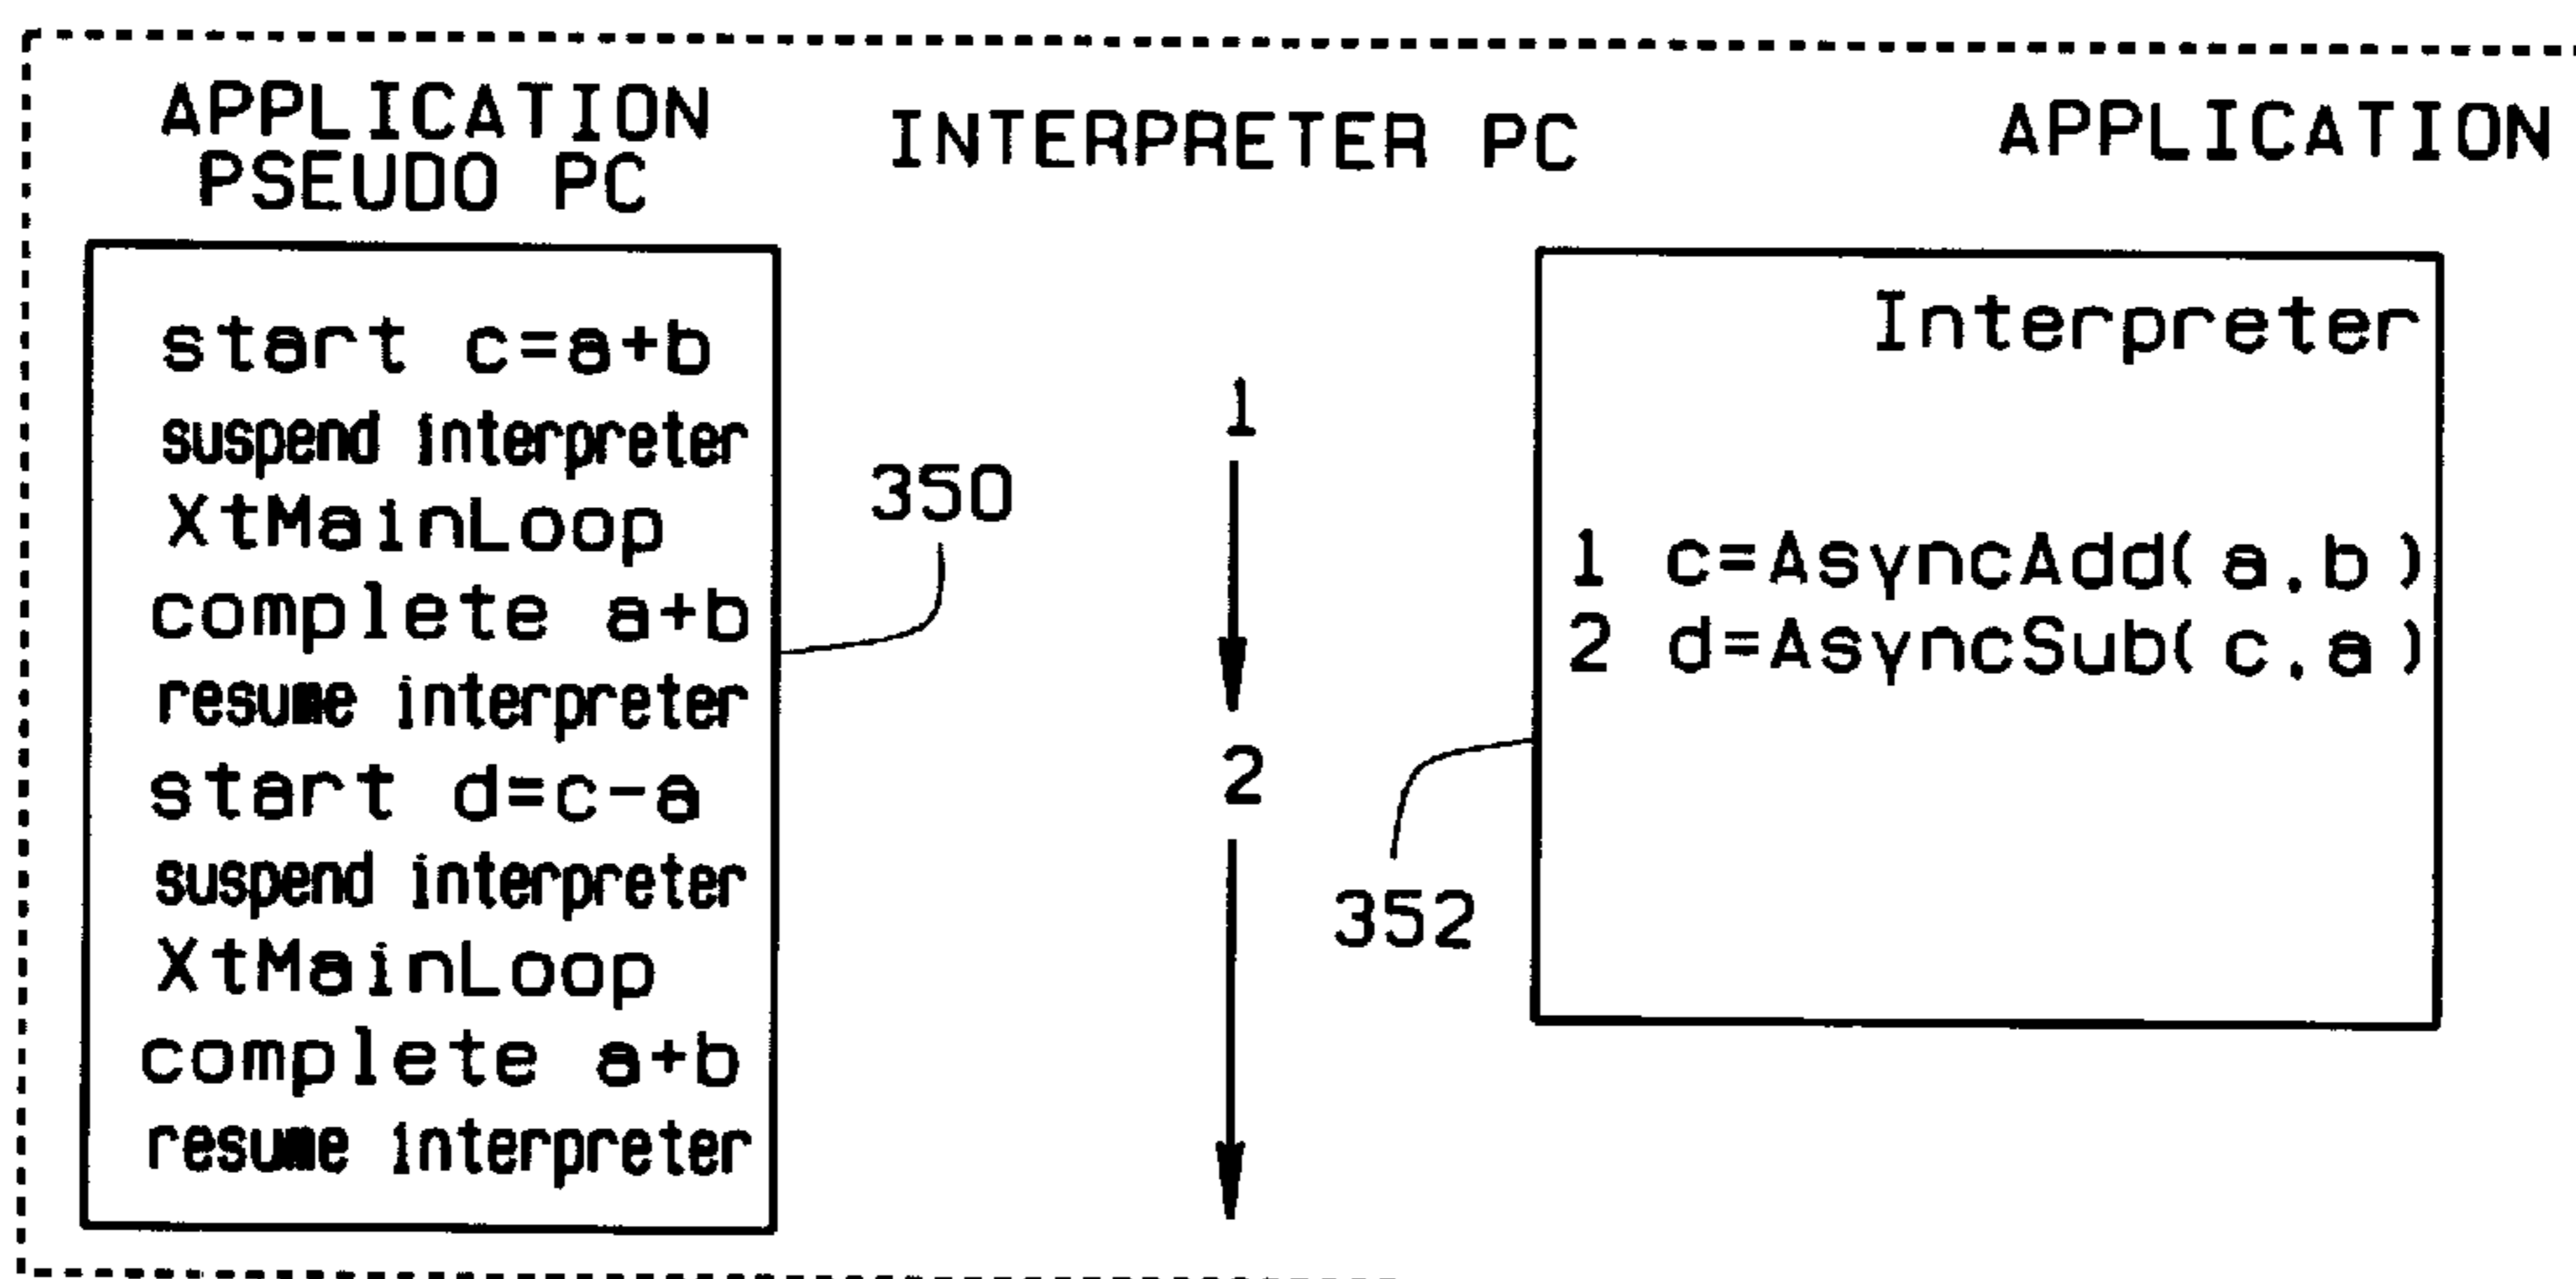 APPLICATION
PSEUDO PC
INTERPRETER PC
APPLICATION
start c=a+b
suspend interpreter
XtMainLoop
complete a+b
resume interpreter
start d=c-a
suspend interpreter
XtMainLoop
complete a+b
resume interpreter
350
1
2
352
Interpreter
1 c=AsyncAdd(a,b)
2 d=AsyncSub(c,a)